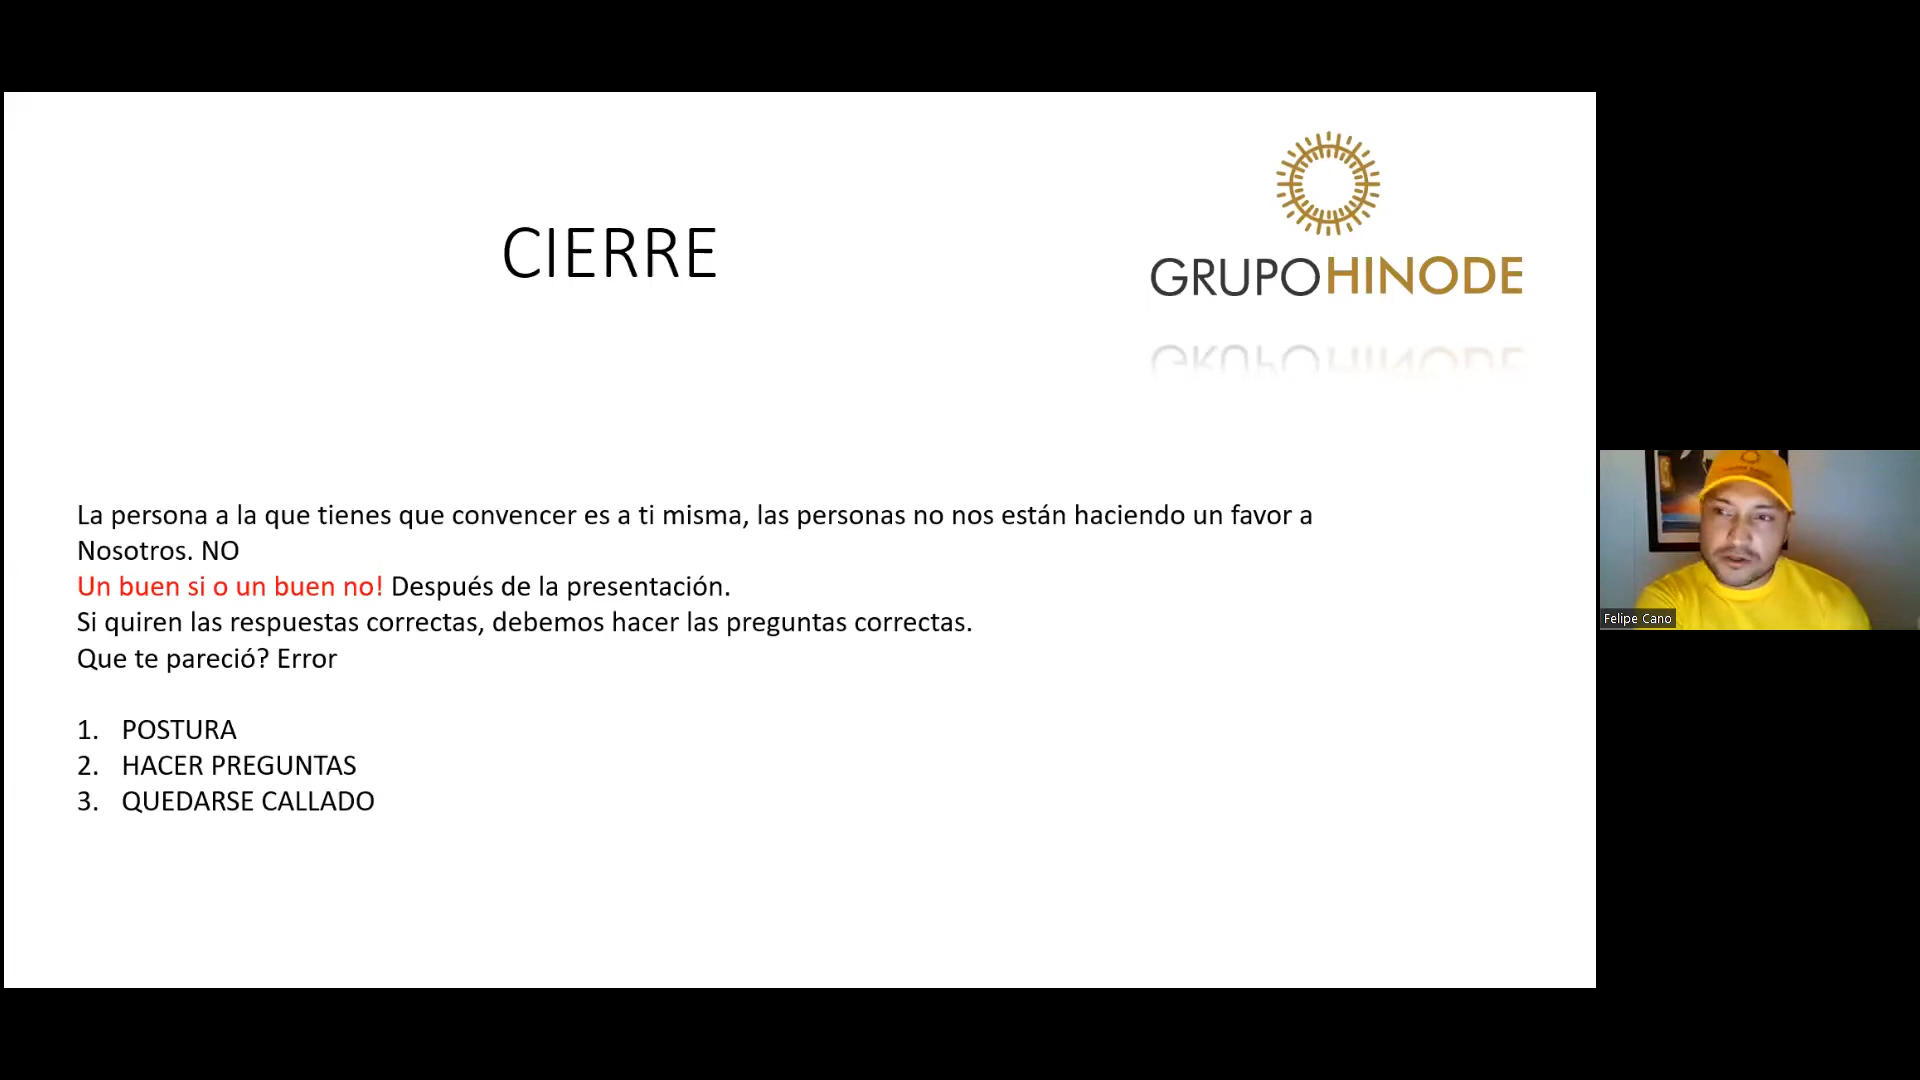 CIERRE
GRUPOHINODE
La persona a la que tienes que convencer es a ti misma, las personas no nos están haciendo un favor a
Nosotros. NO
Un buen si o un buen no! Después de la presentación.
Si quiren las respuestas correctas, debemos hacer las preguntas correctas.
Que te pareció? Error
1. POSTURA
2. HACER PREGUNTAS
3. QUEDARSE CALLADO
Felipe Cano